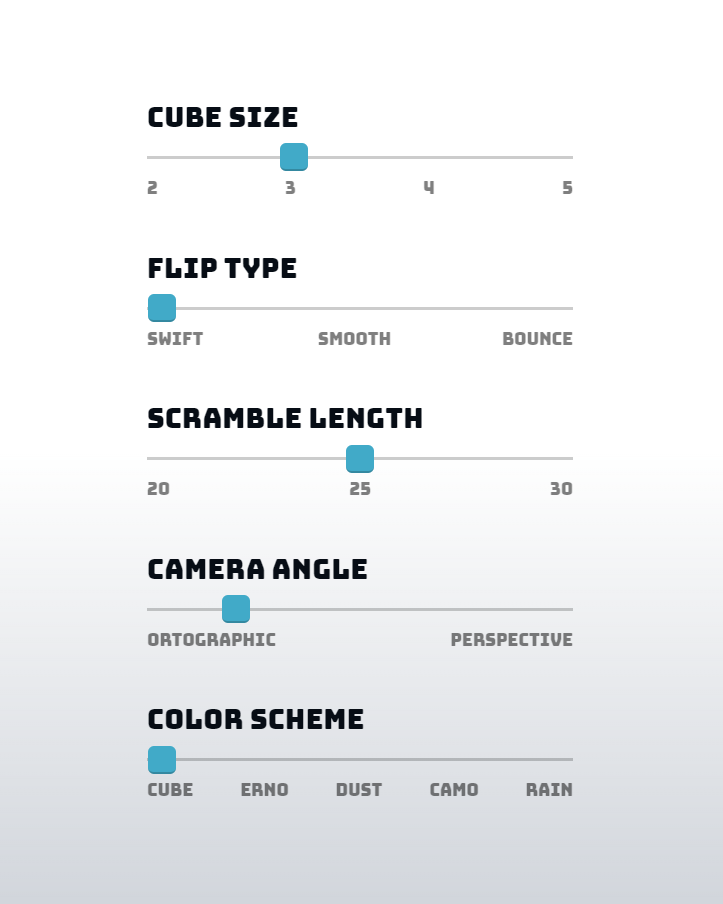 CUBE SIZE
2 3 4 5
FLIP TYPE
SWIFT SMOOTH BOUNCE
SCRAMBLE LENGTH
20 25 30
CAMERA ANGLE
ORTOGRAPHIC PERSPECTIVE
COLOR SCHEME
CUBE ERNO DUST CAMO RAIN